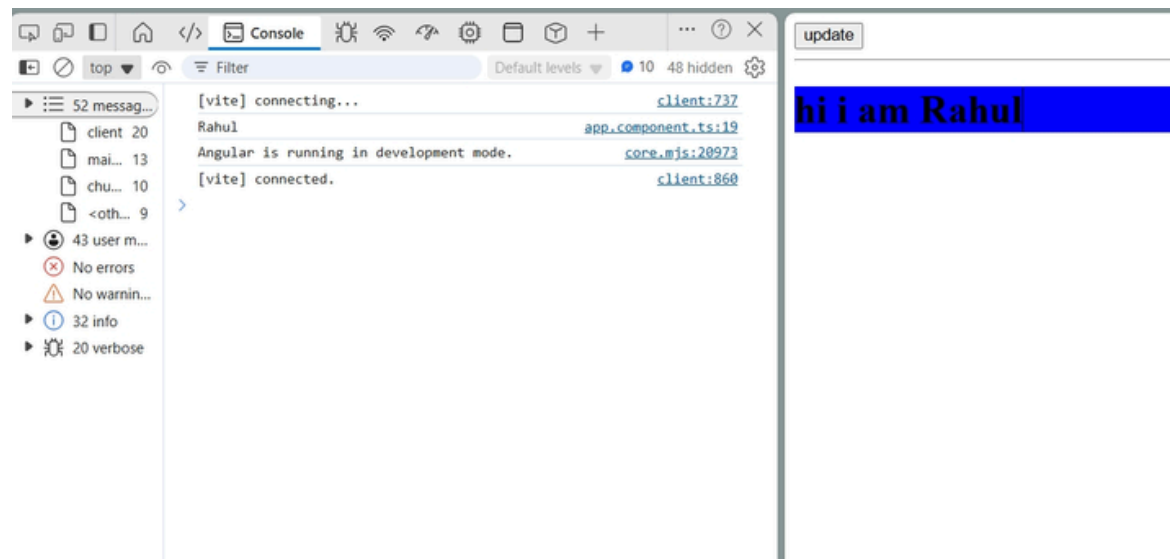 Console
top Filter Default levels 10 48 hidden
52 messag...
client 20
mai... 13
chu... 10
<oth... 9
43 user m...
No errors
No warnin...
32 info
20 verbose
[vite] connecting... client:737
Rahul app.component.ts:19
Angular is running in development mode. core.mjs:20973
[vite] connected. client:860
update
hi i am Rahul